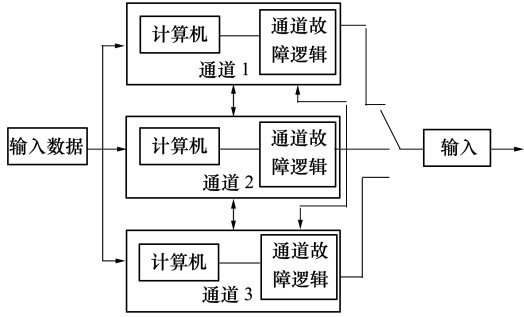 计算机
通道故
障逻辑
通道 1
输入数据
计算机
通道故
障逻辑
通道 2
输入
计算机
通道故
障逻辑
通道 3